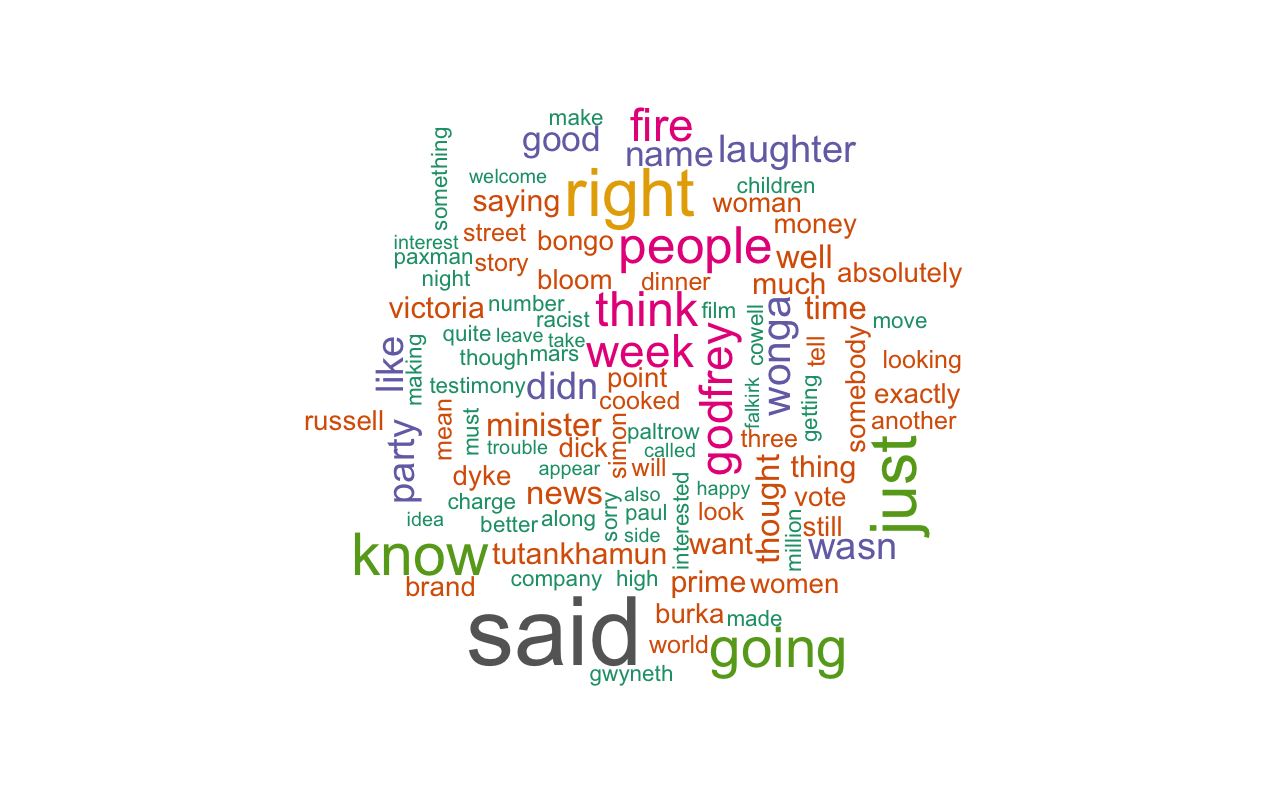 make
fire
good
name
laughter
something
welcome
right
children
saying
woman
money
street
bongo
people
interest
paxman
story
well
night
bloom
dinner
much
absolutely
victoria
number
think
film
wonga
time
racist
cowell
move
quite
leave
take
week
godfrey
tell
somebody
like
making
though
mars
looking
testimony
didn
point
cooked
falkirk
getting
exactly
another
russell
party
mean
must
minister
simon
paltrow
three
just
trouble
dick
called
appear
will
thought
thing
dyke
charge
news
sorry
also
interested
happy
vote
idea
better
along
paul
look
million
still
side
know
tutankhamun
want
wasn
brand
company
high
prime
women
said
burka
made
world
going
gwyneth